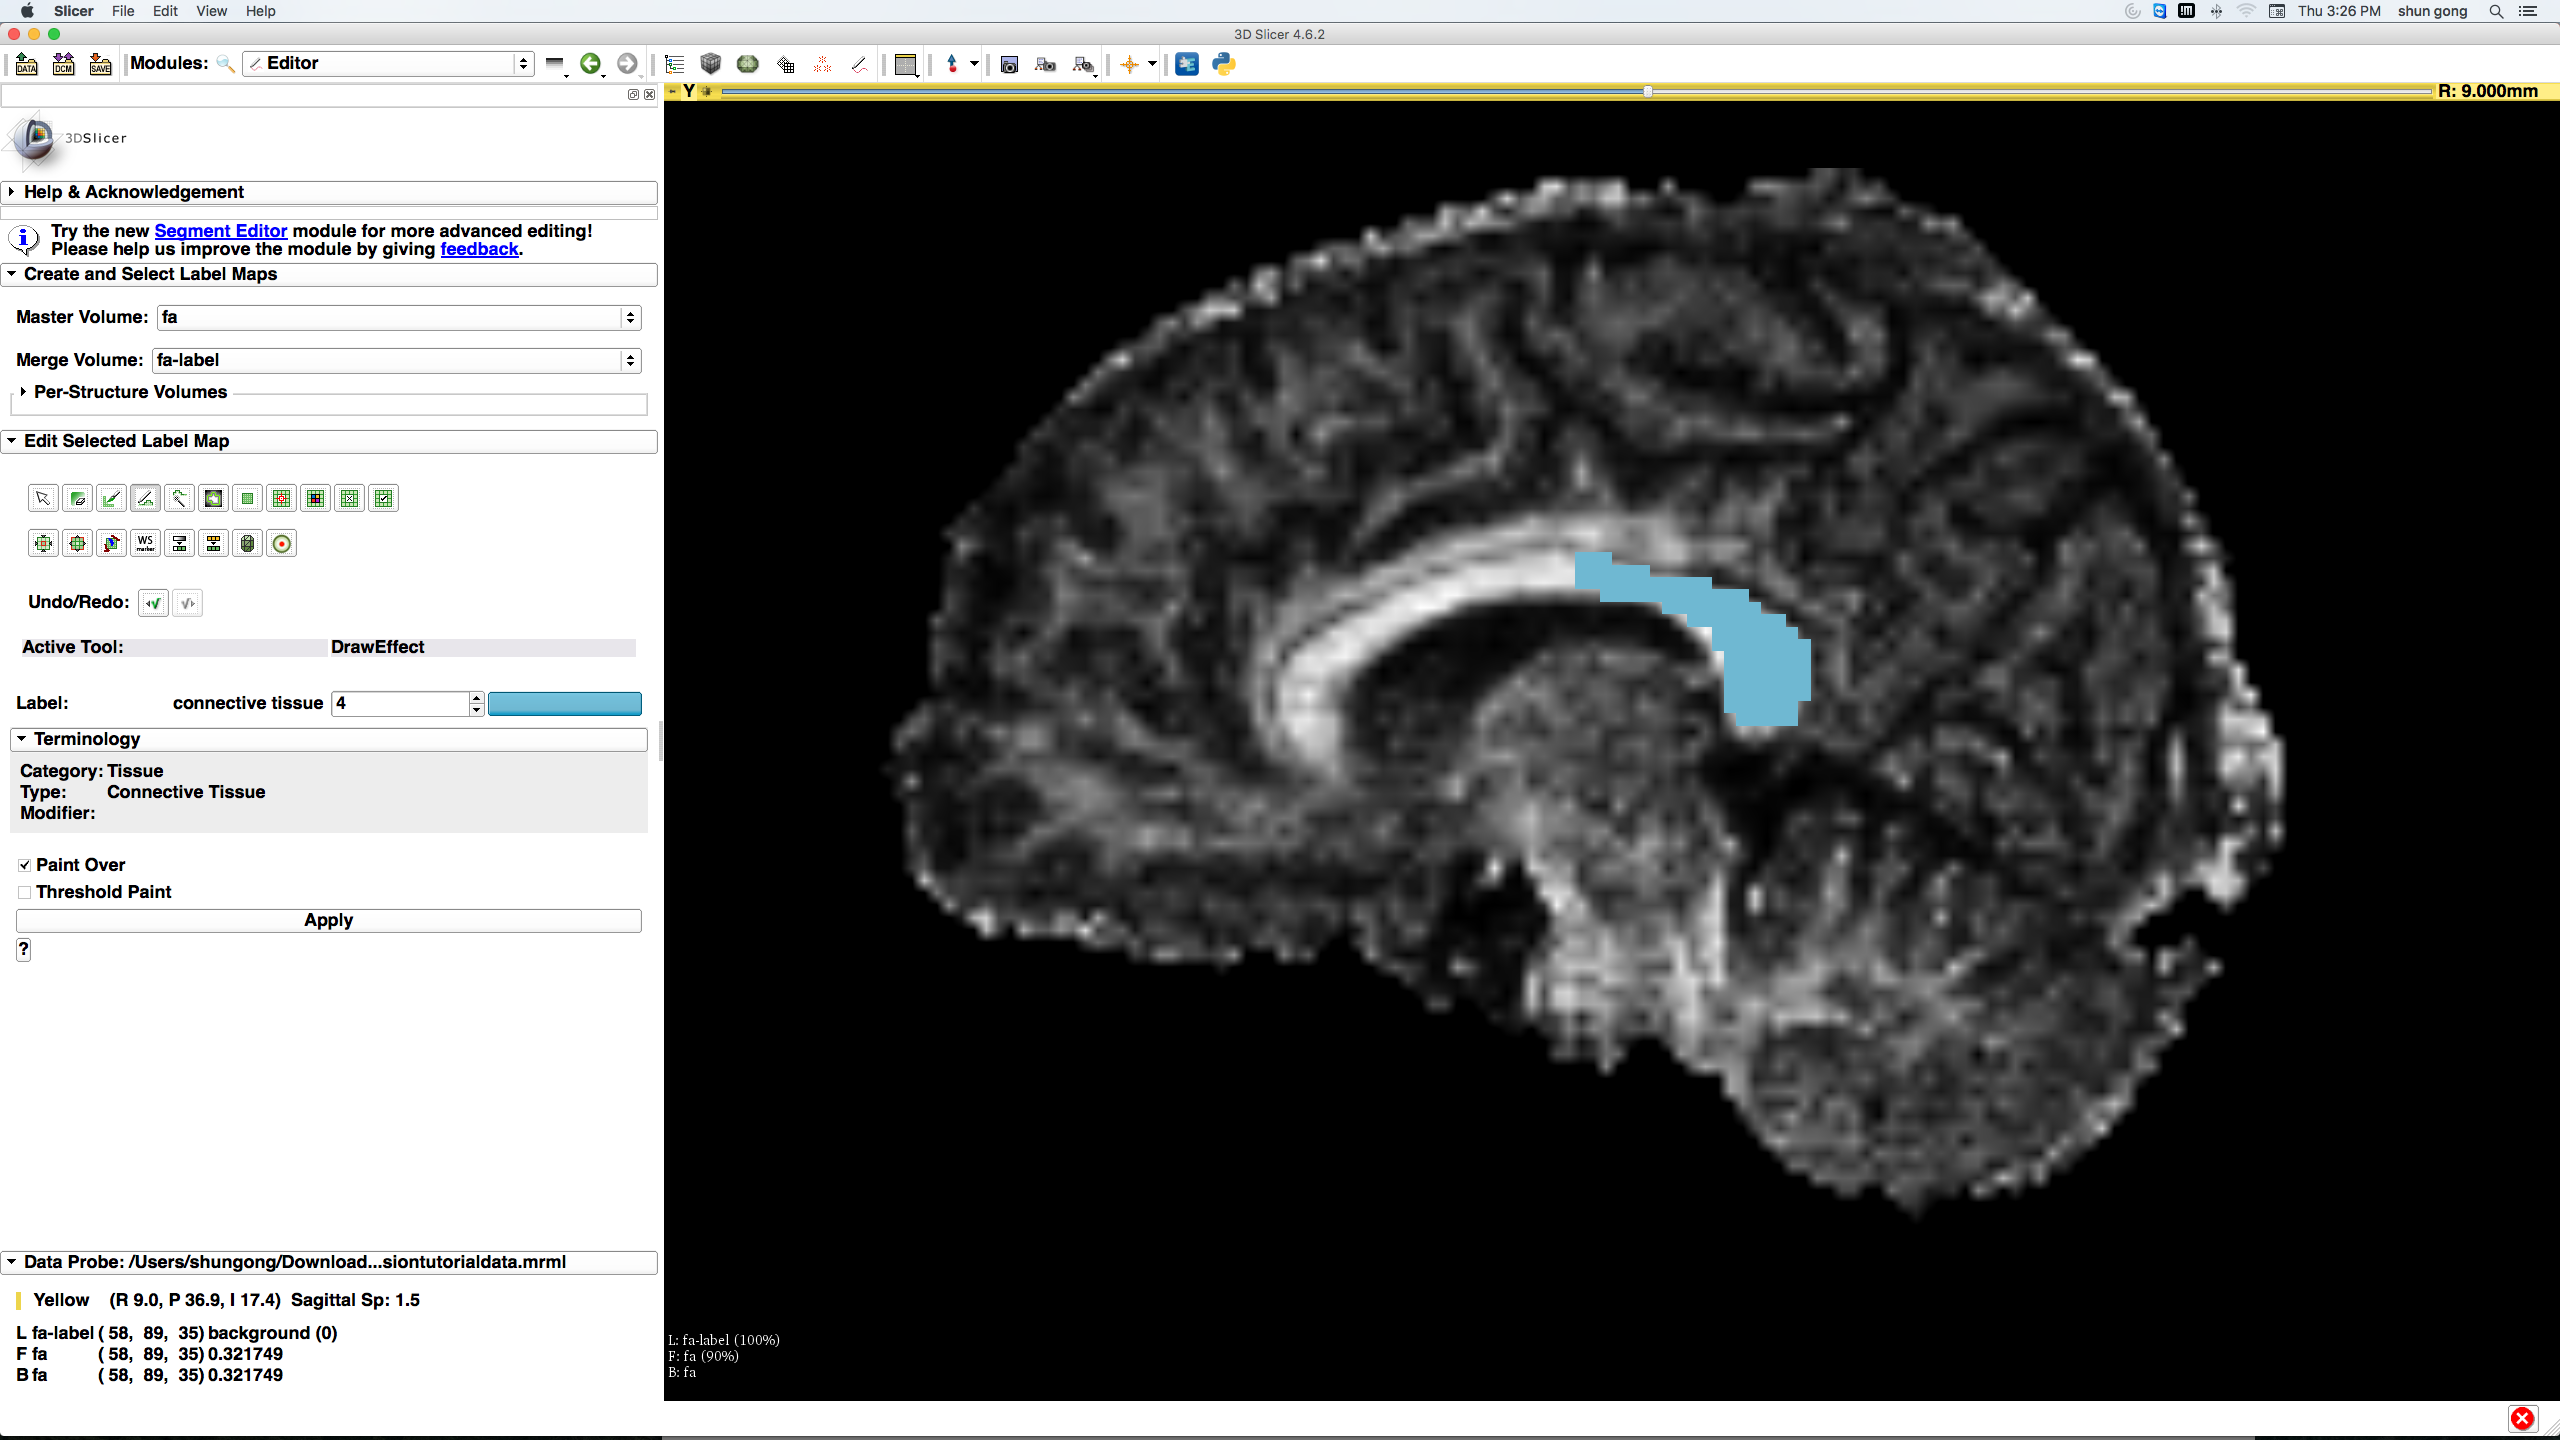 Slicer File Edit View Help
Thu 3:26 PM shun gong
3D Slicer 4.6.2
DATA DCM SAVE Modules: Editor
Y R: 9.000mm
3DSlicer
Help & Acknowledgement
Try the new Segment Editor module for more advanced editing!
Please help us improve the module by giving feedback.
Create and Select Label Maps
Master Volume: fa
Merge Volume: fa-label
Per-Structure Volumes
Edit Selected Label Map
WS
marker
Undo/Redo:
Active Tool: DrawEffect
Label: connective tissue 4
Terminology
Category: Tissue
Type: Connective Tissue
Modifier:
Paint Over
Threshold Paint
Apply
?
Data Probe: /Users/shungong/Download...siontutorialdata.mrml
Yellow (R 9.0, P 36.9, I 17.4) Sagittal Sp: 1.5
L fa-label ( 58, 89, 35) background (0)
F fa ( 58, 89, 35) 0.321749
B fa ( 58, 89, 35) 0.321749
L: fa-label (100%)
F: fa (90%)
B: fa